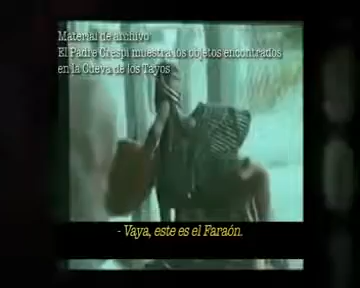 Material de archivo
El Padre Crespi muestra los objetos encontrados
en la Cueva de los Tayos
- Vaya, este es el Faraón.